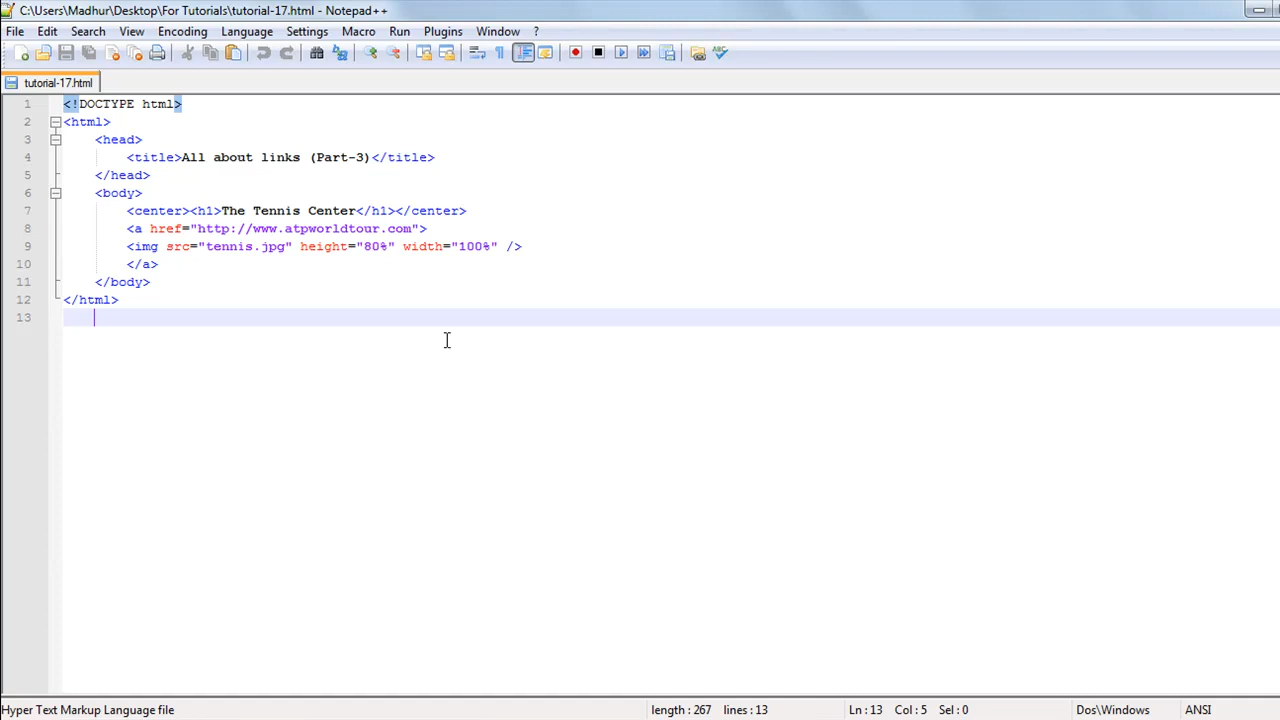 C:\Users\Madhur\Desktop\For Tutorials\tutorial-17.html - Notepad++
File Edit Search View Encoding Language Settings Macro Run Plugins Window ?
tutorial-17.html
1 <!DOCTYPE html>
2 <html>
3 <head>
4 <title>All about links (Part-3)</title>
5 </head>
6 <body>
7 <center><h1>The Tennis Center</h1></center>
8 <a href="http://www.atpworldtour.com">
9 <img src="tennis.jpg" height="80%" width="100%" />
10 </a>
11 </body>
12 </html>
13
Hyper Text Markup Language file length : 267 lines : 13 Ln : 13 Col : 5 Sel : 0 Dos\Windows ANSI